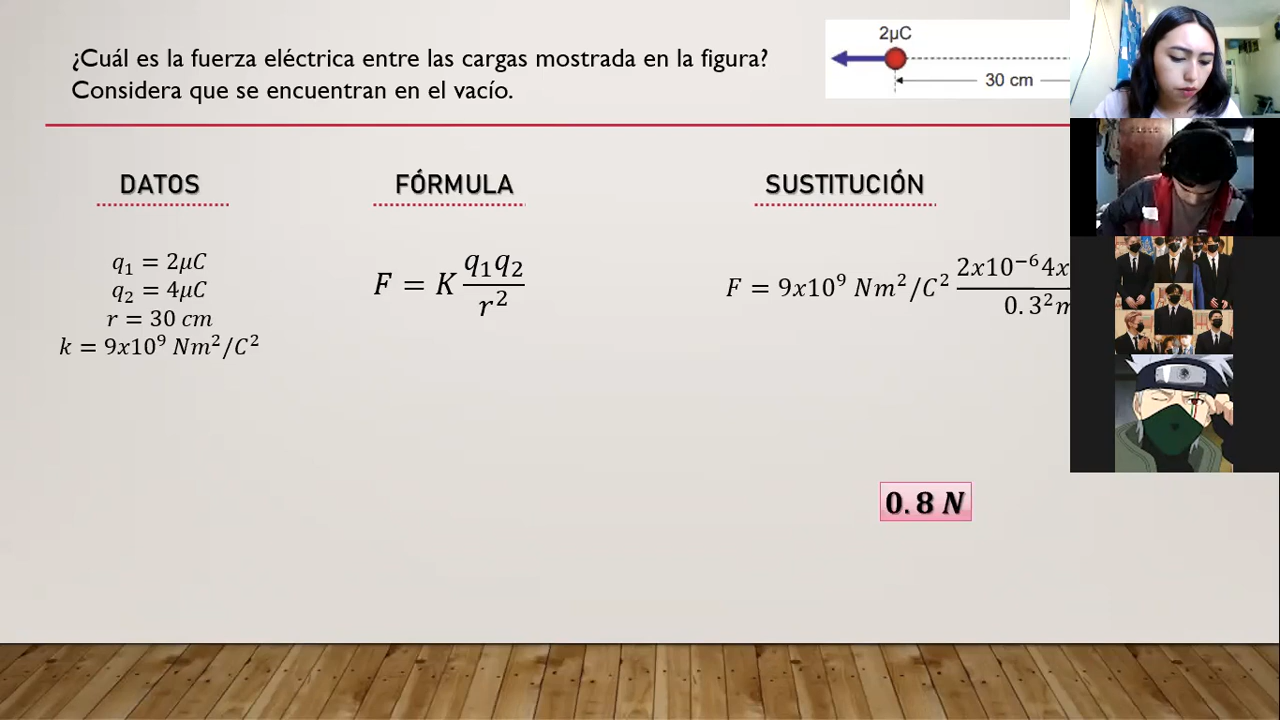 ¿Cuál es la fuerza eléctrica entre las cargas mostrada en la figura?
Considera que se encuentran en el vacío.
2µC
30 cm
DATOS
FÓRMULA
SUSTITUCIÓN
q₁ = 2µC
q₂ = 4µC
r = 30 cm
k = 9x10⁹ Nm²/C²
F = K q₁q₂ / r²
F = 9x10⁹ Nm²/C² 2x10⁻⁶4x / 0.3²
0.8 N